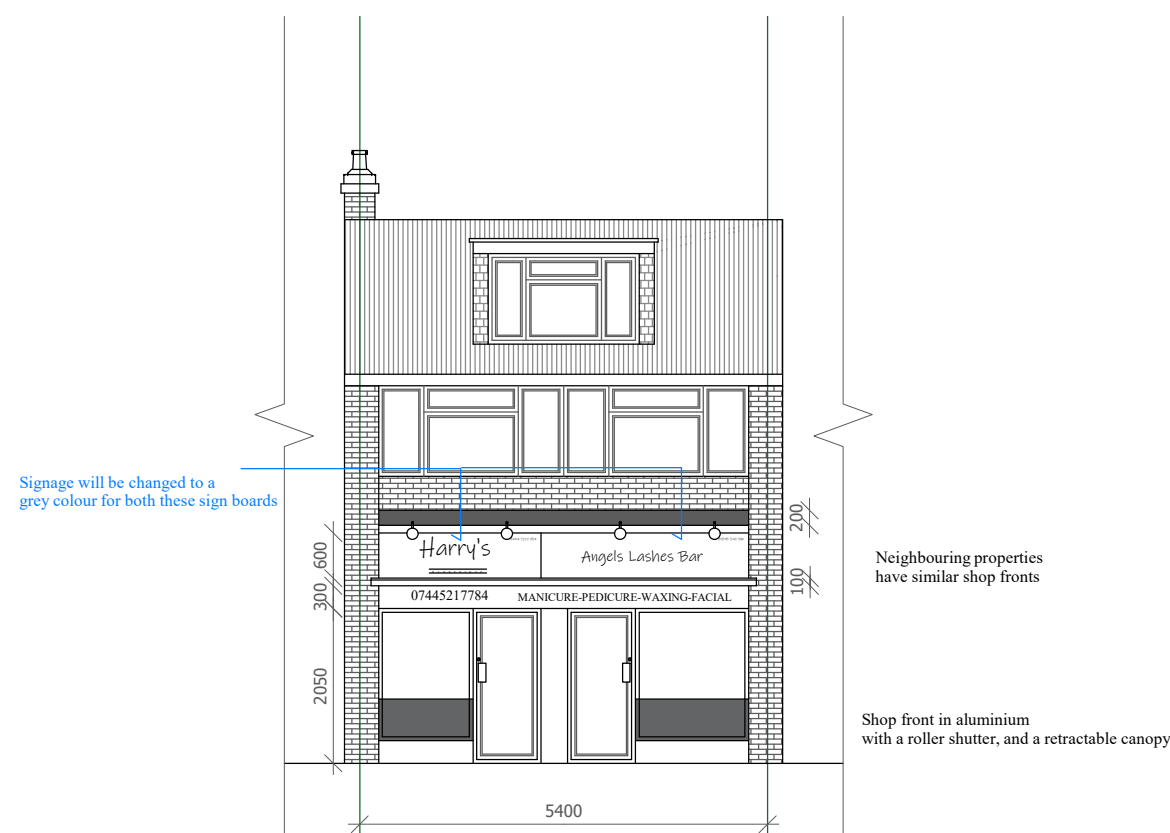 Signage will be changed to a
grey colour for both these sign boards
200
600
Harry's
Angels Lashes Bar
Neighbouring properties
have similar shop fronts
100
300
07445217784 MANICURE-PEDICURE-WAXING-FACIAL
2050
Shop front in aluminium
with a roller shutter, and a retractable canopy
5400